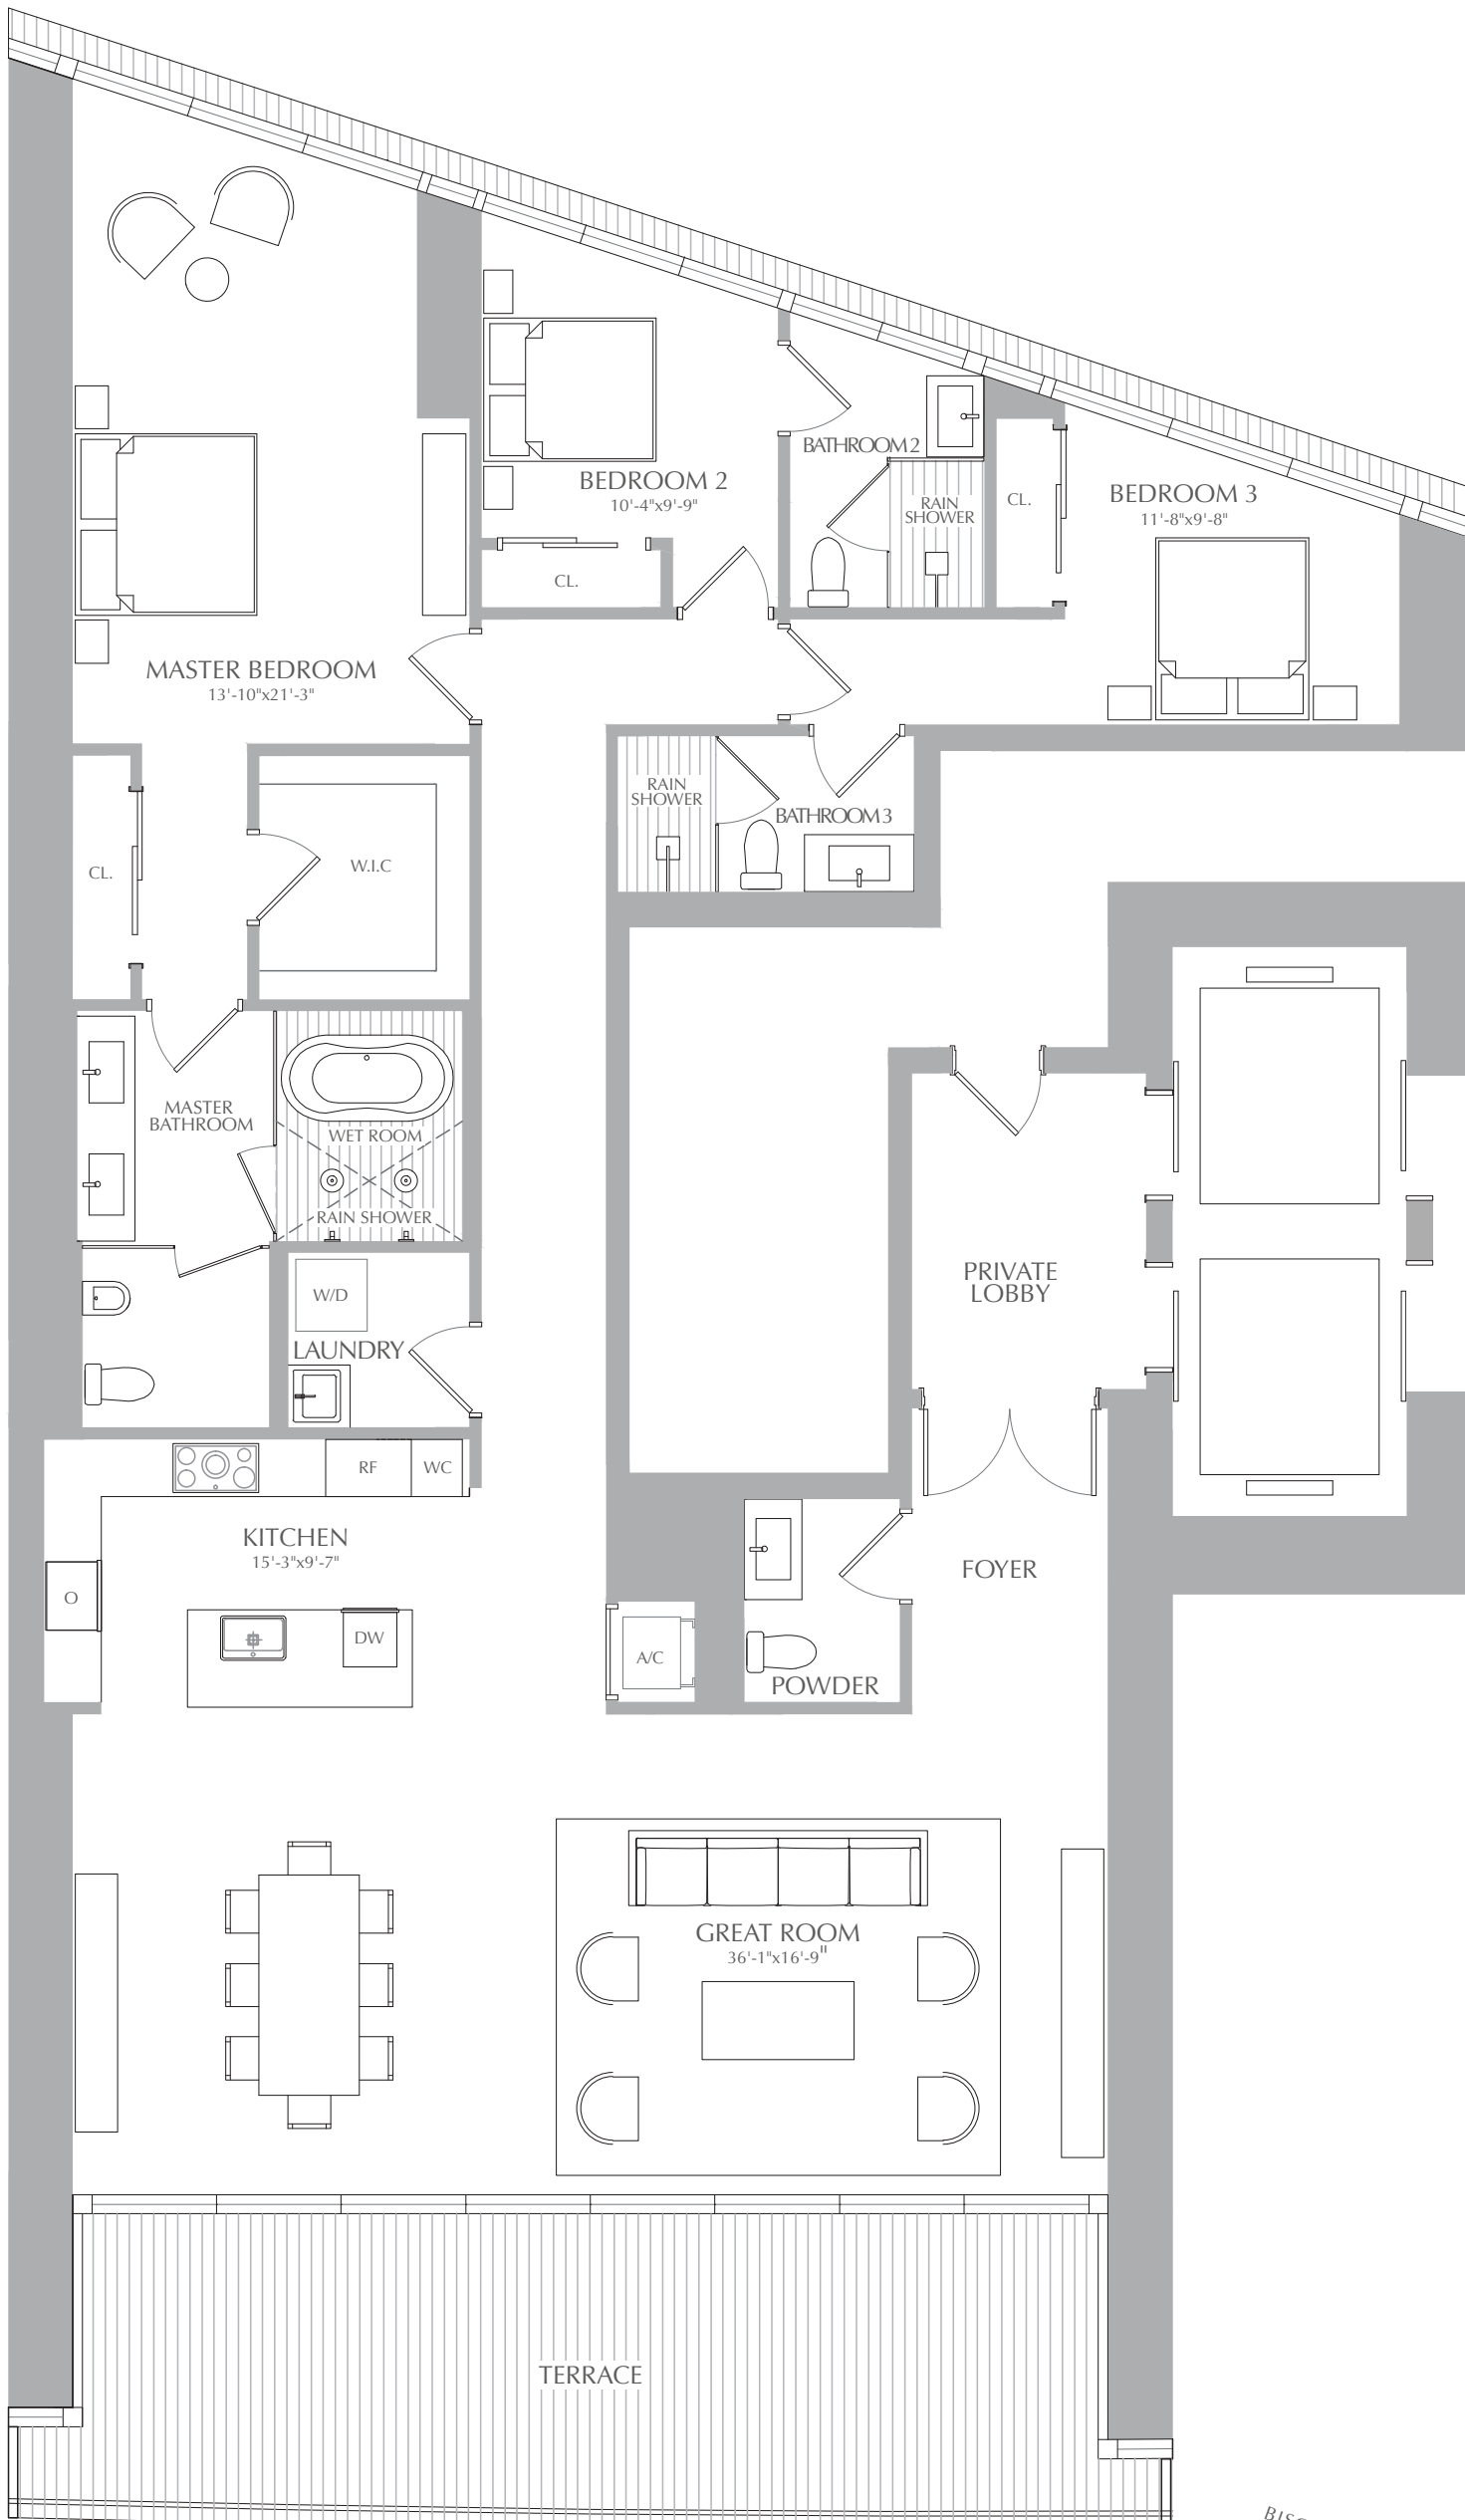 BATHROOM 2
BEDROOM 2
10'-4"x9'-9"
RAIN
SHOWER
CL.
BEDROOM 3
11'-8"x9'-8"
CL.
MASTER BEDROOM
13'-10"x21'-3"
RAIN
SHOWER
BATHROOM 3
CL.
W.I.C
MASTER
BATHROOM
WET ROOM
RAIN SHOWER
PRIVATE
LOBBY
W/D
LAUNDRY
RF
WC
KITCHEN
15'-3"x9'-7"
FOYER
O
DW
A/C
POWDER
GREAT ROOM
36'-1"x16'-9"
TERRACE